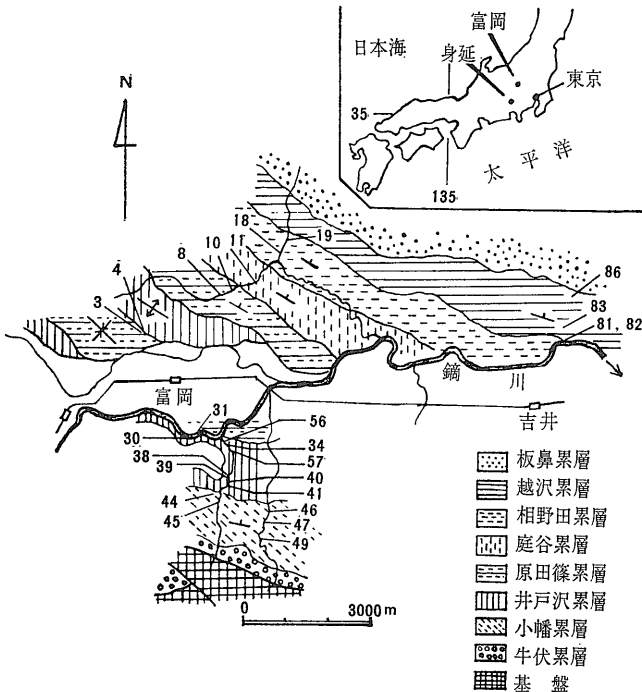 富岡
日本海
身延
東京
35
太平洋
135
N
18
19
11
10
8
4
3
86
83
81, 82
鏑川
富岡
吉井
31
56
30
34
38
57
39
40
41
44
46
45
47
49
0 3000m
板鼻累層
越沢累層
相野田累層
庭谷累層
原田篠累層
井戸沢累層
小幡累層
牛伏累層
基盤